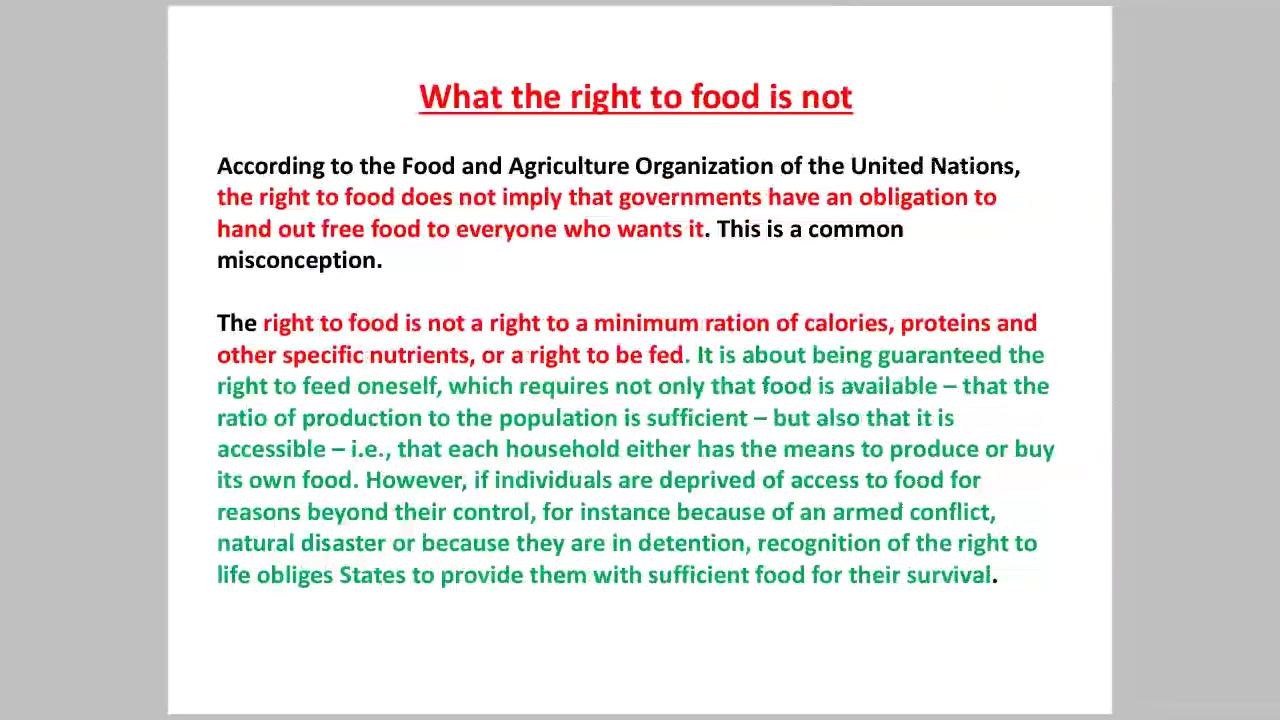 What the right to food is not
According to the Food and Agriculture Organization of the United Nations,
the right to food does not imply that governments have an obligation to
hand out free food to everyone who wants it. This is a common
misconception.
The right to food is not a right to a minimum ration of calories, proteins and
other specific nutrients, or a right to be fed. It is about being guaranteed the
right to feed oneself, which requires not only that food is available – that the
ratio of production to the population is sufficient – but also that it is
accessible – i.e., that each household either has the means to produce or buy
its own food. However, if individuals are deprived of access to food for
reasons beyond their control, for instance because of an armed conflict,
natural disaster or because they are in detention, recognition of the right to
life obliges States to provide them with sufficient food for their survival.